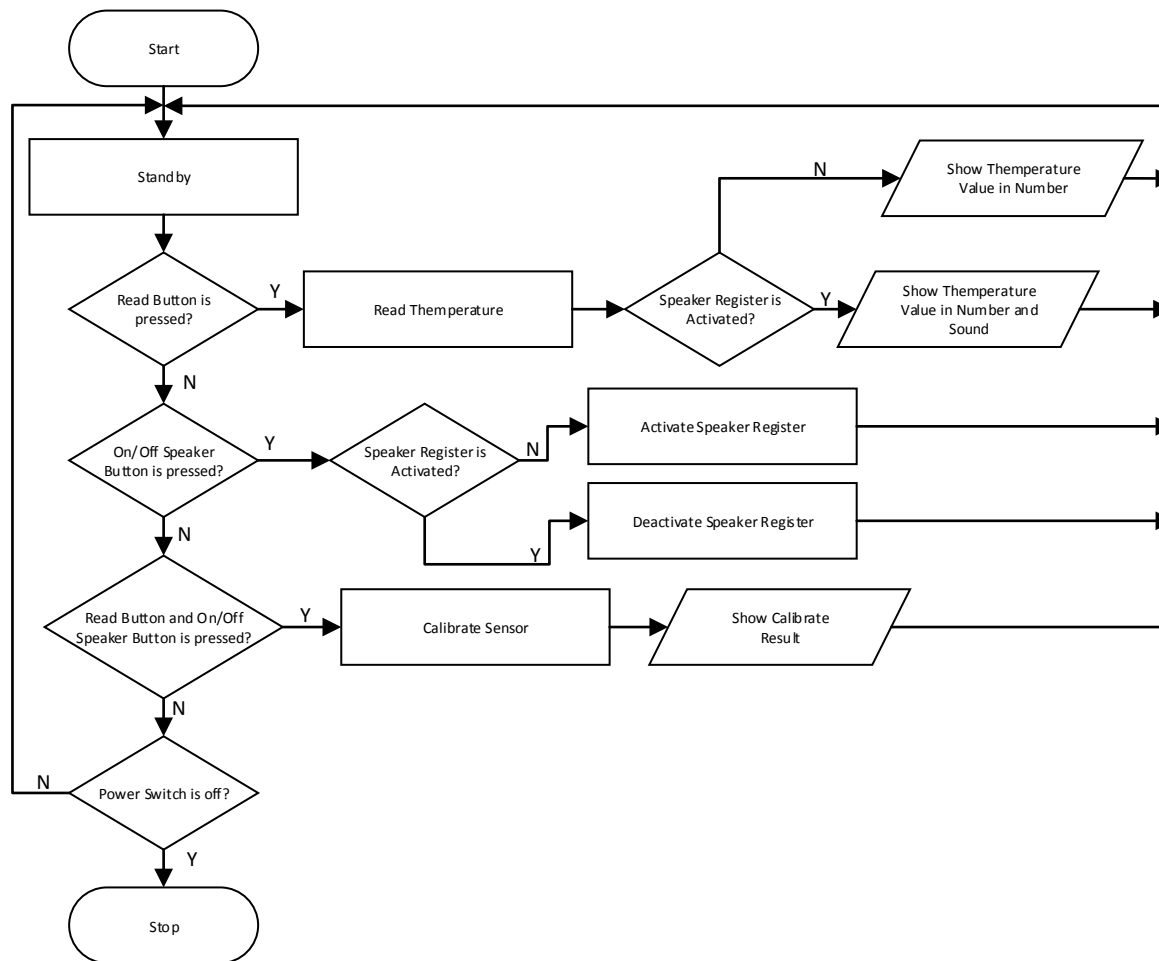 Start
Standby
Read Button is
pressed?
Y
Read Themperature
Speaker Register is
Activated?
N
Show Themperature
Value in Number
Y
Show Themperature
Value in Number and
Sound
N
On/Off Speaker
Button is pressed?
Y
Speaker Register is
Activated?
N
Activate Speaker Register
Y
Deactivate Speaker Register
N
Read Button and On/Off
Speaker Button is pressed?
Y
Calibrate Sensor
Show Calibrate
Result
N
Power Switch is off?
N
Y
Stop